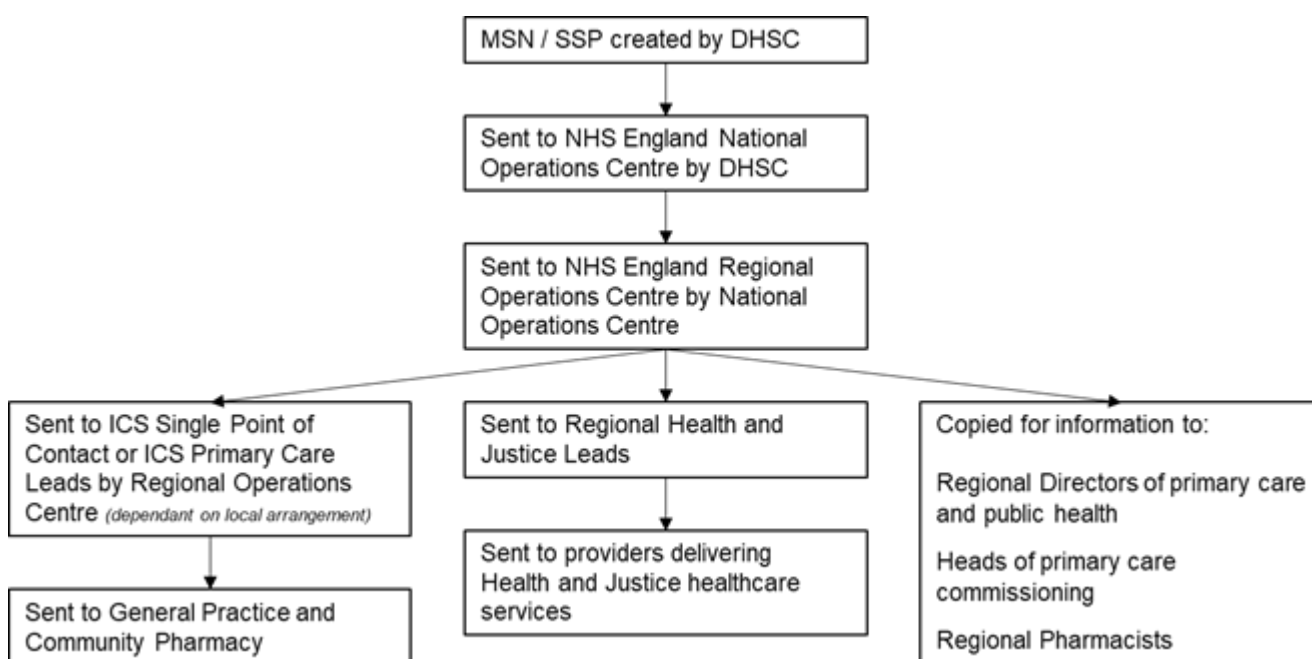 MSN / SSP created by DHSC
Sent to NHS England National
Operations Centre by DHSC
Sent to NHS England Regional
Operations Centre by National
Operations Centre
Sent to ICS Single Point of
Contact or ICS Primary Care
Leads by Regional Operations
Centre (dependant on local arrangement)
Sent to General Practice and
Community Pharmacy
Sent to Regional Health and
Justice Leads
Sent to providers delivering
Health and Justice healthcare
services
Copied for information to:
Regional Directors of primary care
and public health
Heads of primary care
commissioning
Regional Pharmacists